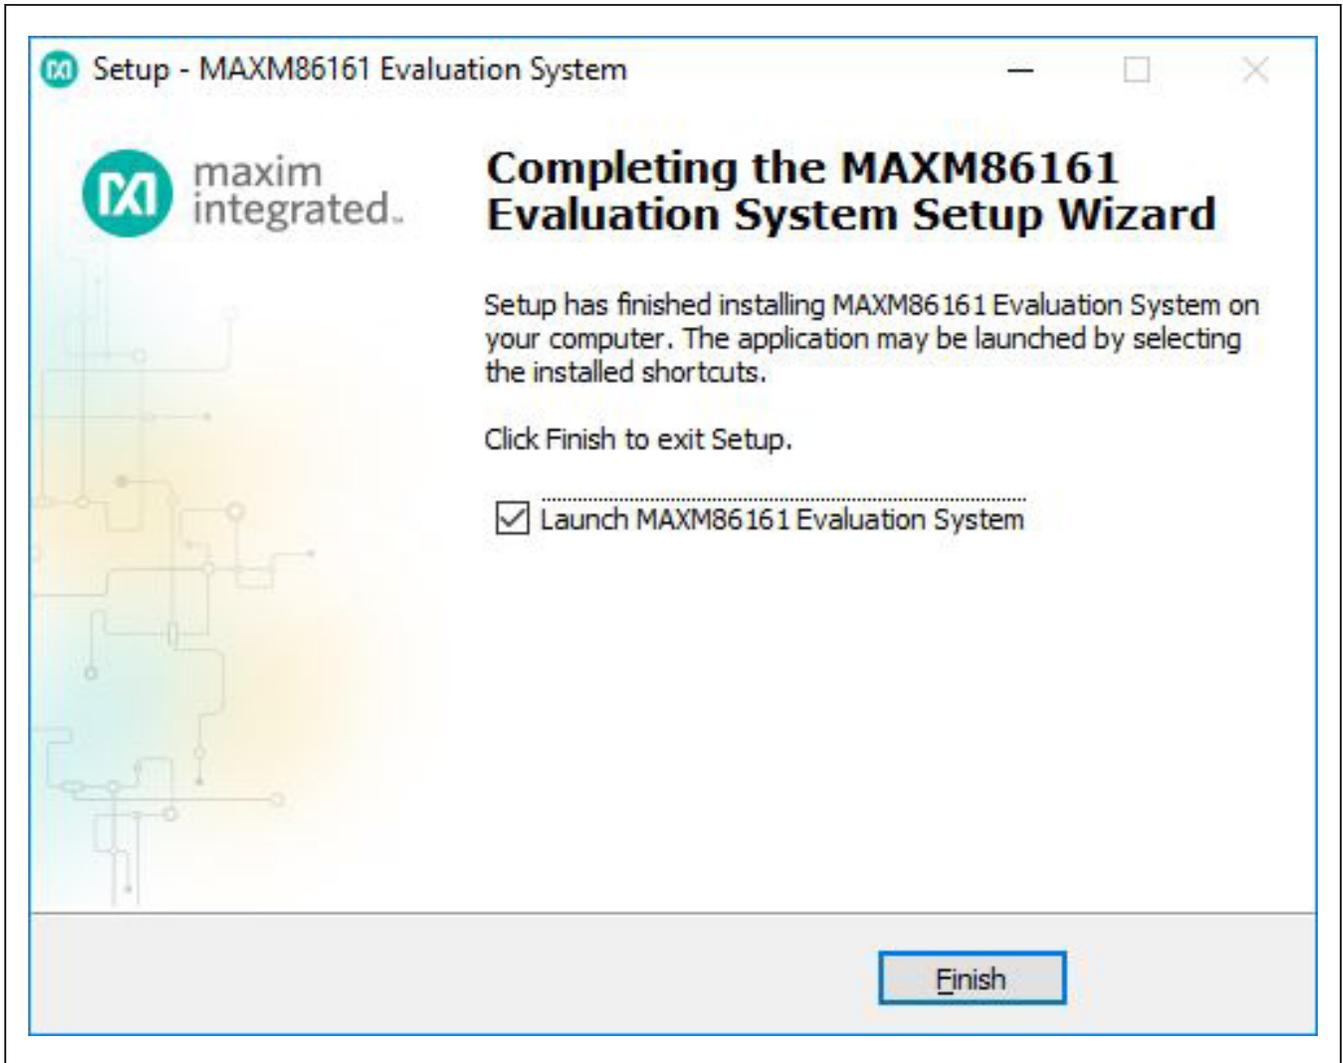 Setup - MAXM86161 Evaluation System
maxim
integrated™
Completing the MAXM86161
Evaluation System Setup Wizard
Setup has finished installing MAXM86161 Evaluation System on
your computer. The application may be launched by selecting
the installed shortcuts.
Click Finish to exit Setup.
Launch MAXM86161 Evaluation System
Finish